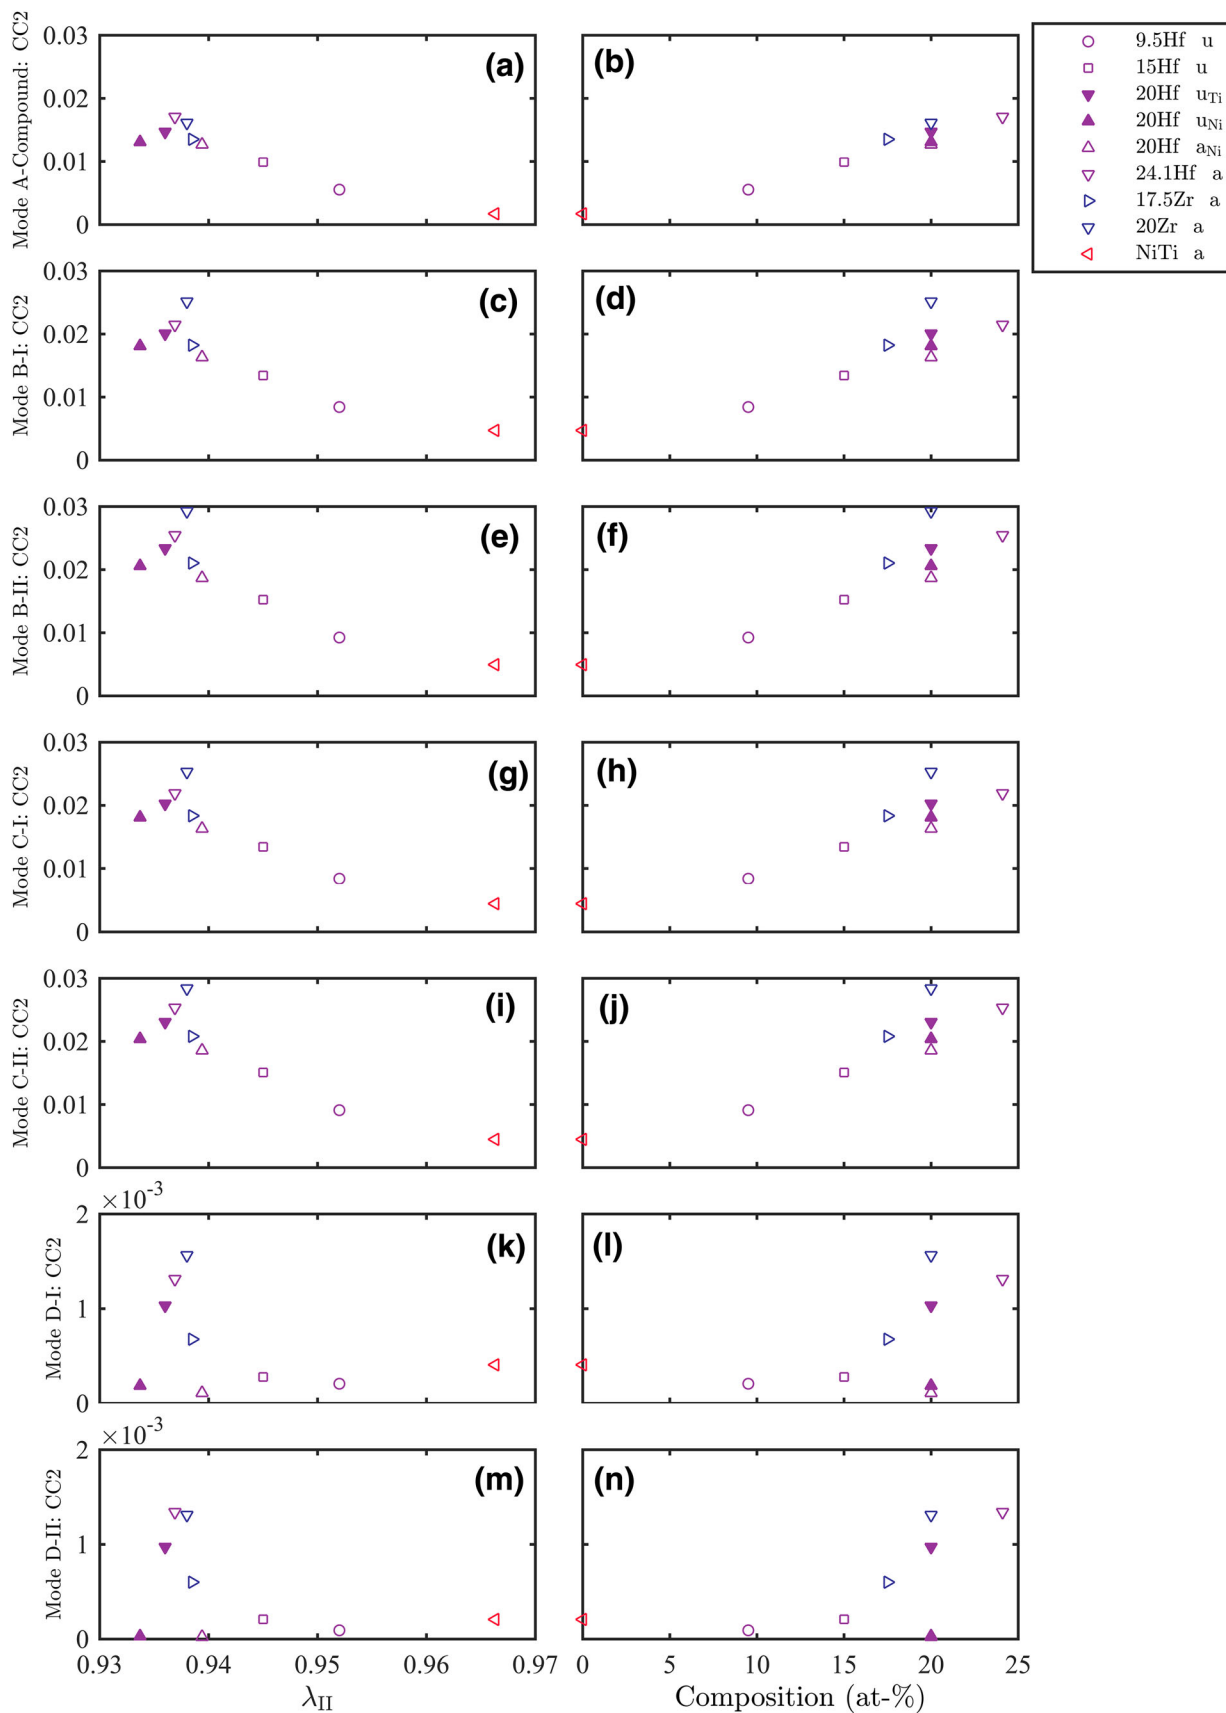 Mode A-Compound: CC2
0.03
0.02
0.01
0
(a)
(b)
9.5Hf u
15Hf u
20Hf uTi
20Hf uNi
20Hf aNi
24.1Hf a
17.5Zr a
20Zr a
NiTi a
Mode B-I: CC2
0.03
0.02
0.01
0
(c)
(d)
Mode B-II: CC2
0.03
0.02
0.01
0
(e)
(f)
Mode C-I: CC2
0.03
0.02
0.01
0
(g)
(h)
Mode C-II: CC2
0.03
0.02
0.01
0
(i)
(j)
×10-3
Mode D-I: CC2
2
1
0
(k)
(l)
×10-3
Mode D-II: CC2
2
1
0
(m)
(n)
0.93 0.94 0.95 0.96 0.97
0 5 10 15 20 25
λII
Composition (at-%)